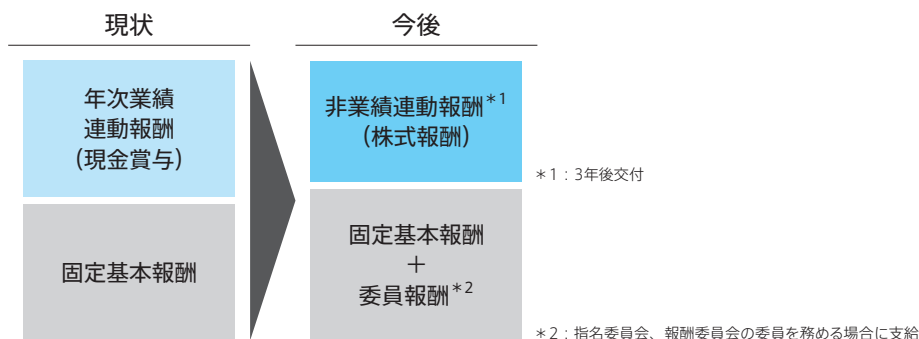 現状
今後
年次業績
連動報酬
(現金賞与)
固定基本報酬
非業績連動報酬＊1
(株式報酬)
＊1：3年後交付
固定基本報酬
＋
委員報酬＊2
＊2：指名委員会、報酬委員会の委員を務める場合に支給